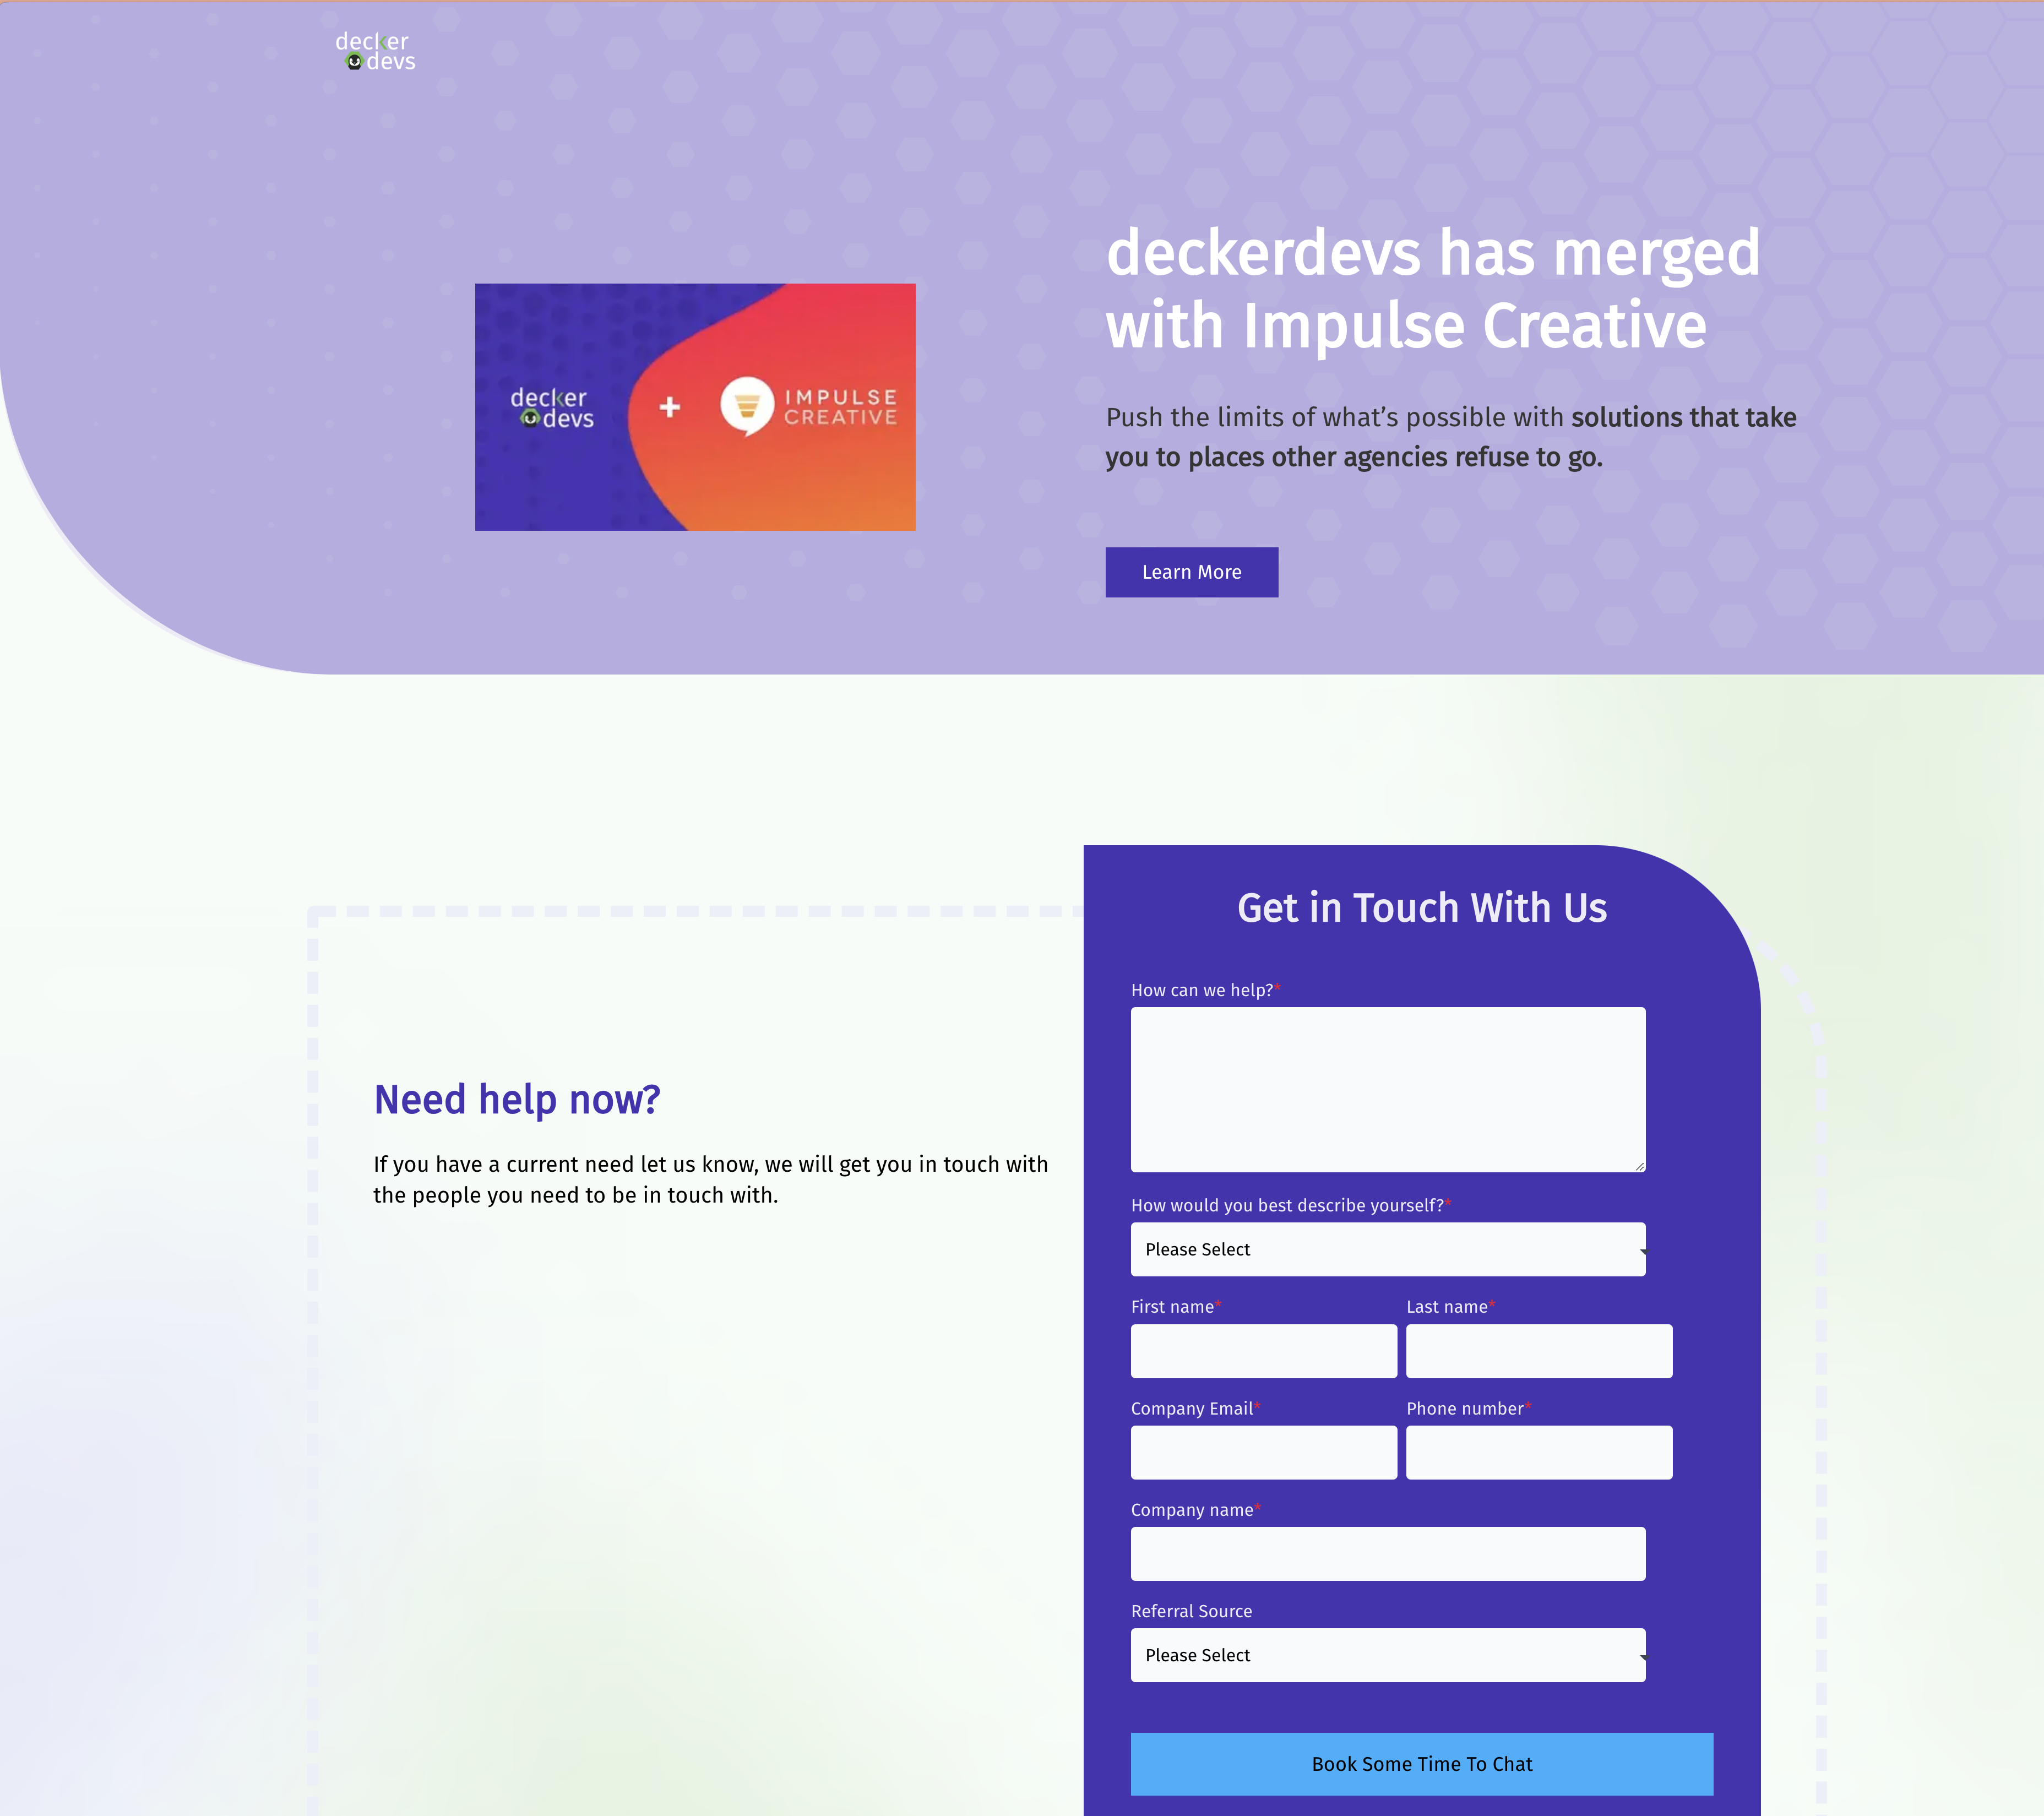 decker
devs
deckerdevs has merged
with Impulse Creative
decker
devs
+
IMPULSE
CREATIVE
Push the limits of what’s possible with solutions that take
you to places other agencies refuse to go.
Learn More
Need help now?
If you have a current need let us know, we will get you in touch with
the people you need to be in touch with.
Get in Touch With Us
How can we help?*
How would you best describe yourself?*
Please Select
First name*
Last name*
Company Email*
Phone number*
Company name*
Referral Source
Please Select
Book Some Time To Chat